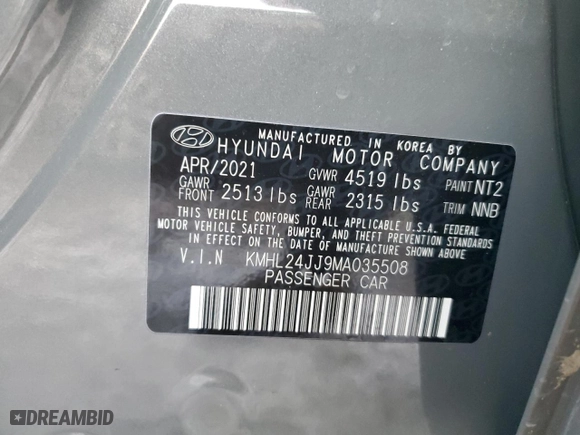 MANUFACTURED IN KOREA BY
HYUNDAI MOTOR COMPANY
APR/2021 GVWR 4519 lbs PAINT NT2
GAWR FRONT 2513 lbs GAWR REAR 2315 lbs TRIM NNB
THIS VEHICLE CONFORMS TO ALL APPLICABLE U.S.A. FEDERAL
MOTOR VEHICLE SAFETY, BUMPER, AND THEFT PREVENTION STANDARDS
IN EFFECT ON THE DATE OF MANUFACTURE SHOWN ABOVE.
V.I.N KMHL24JJ9MA035508
PASSENGER CAR
DREAMBID